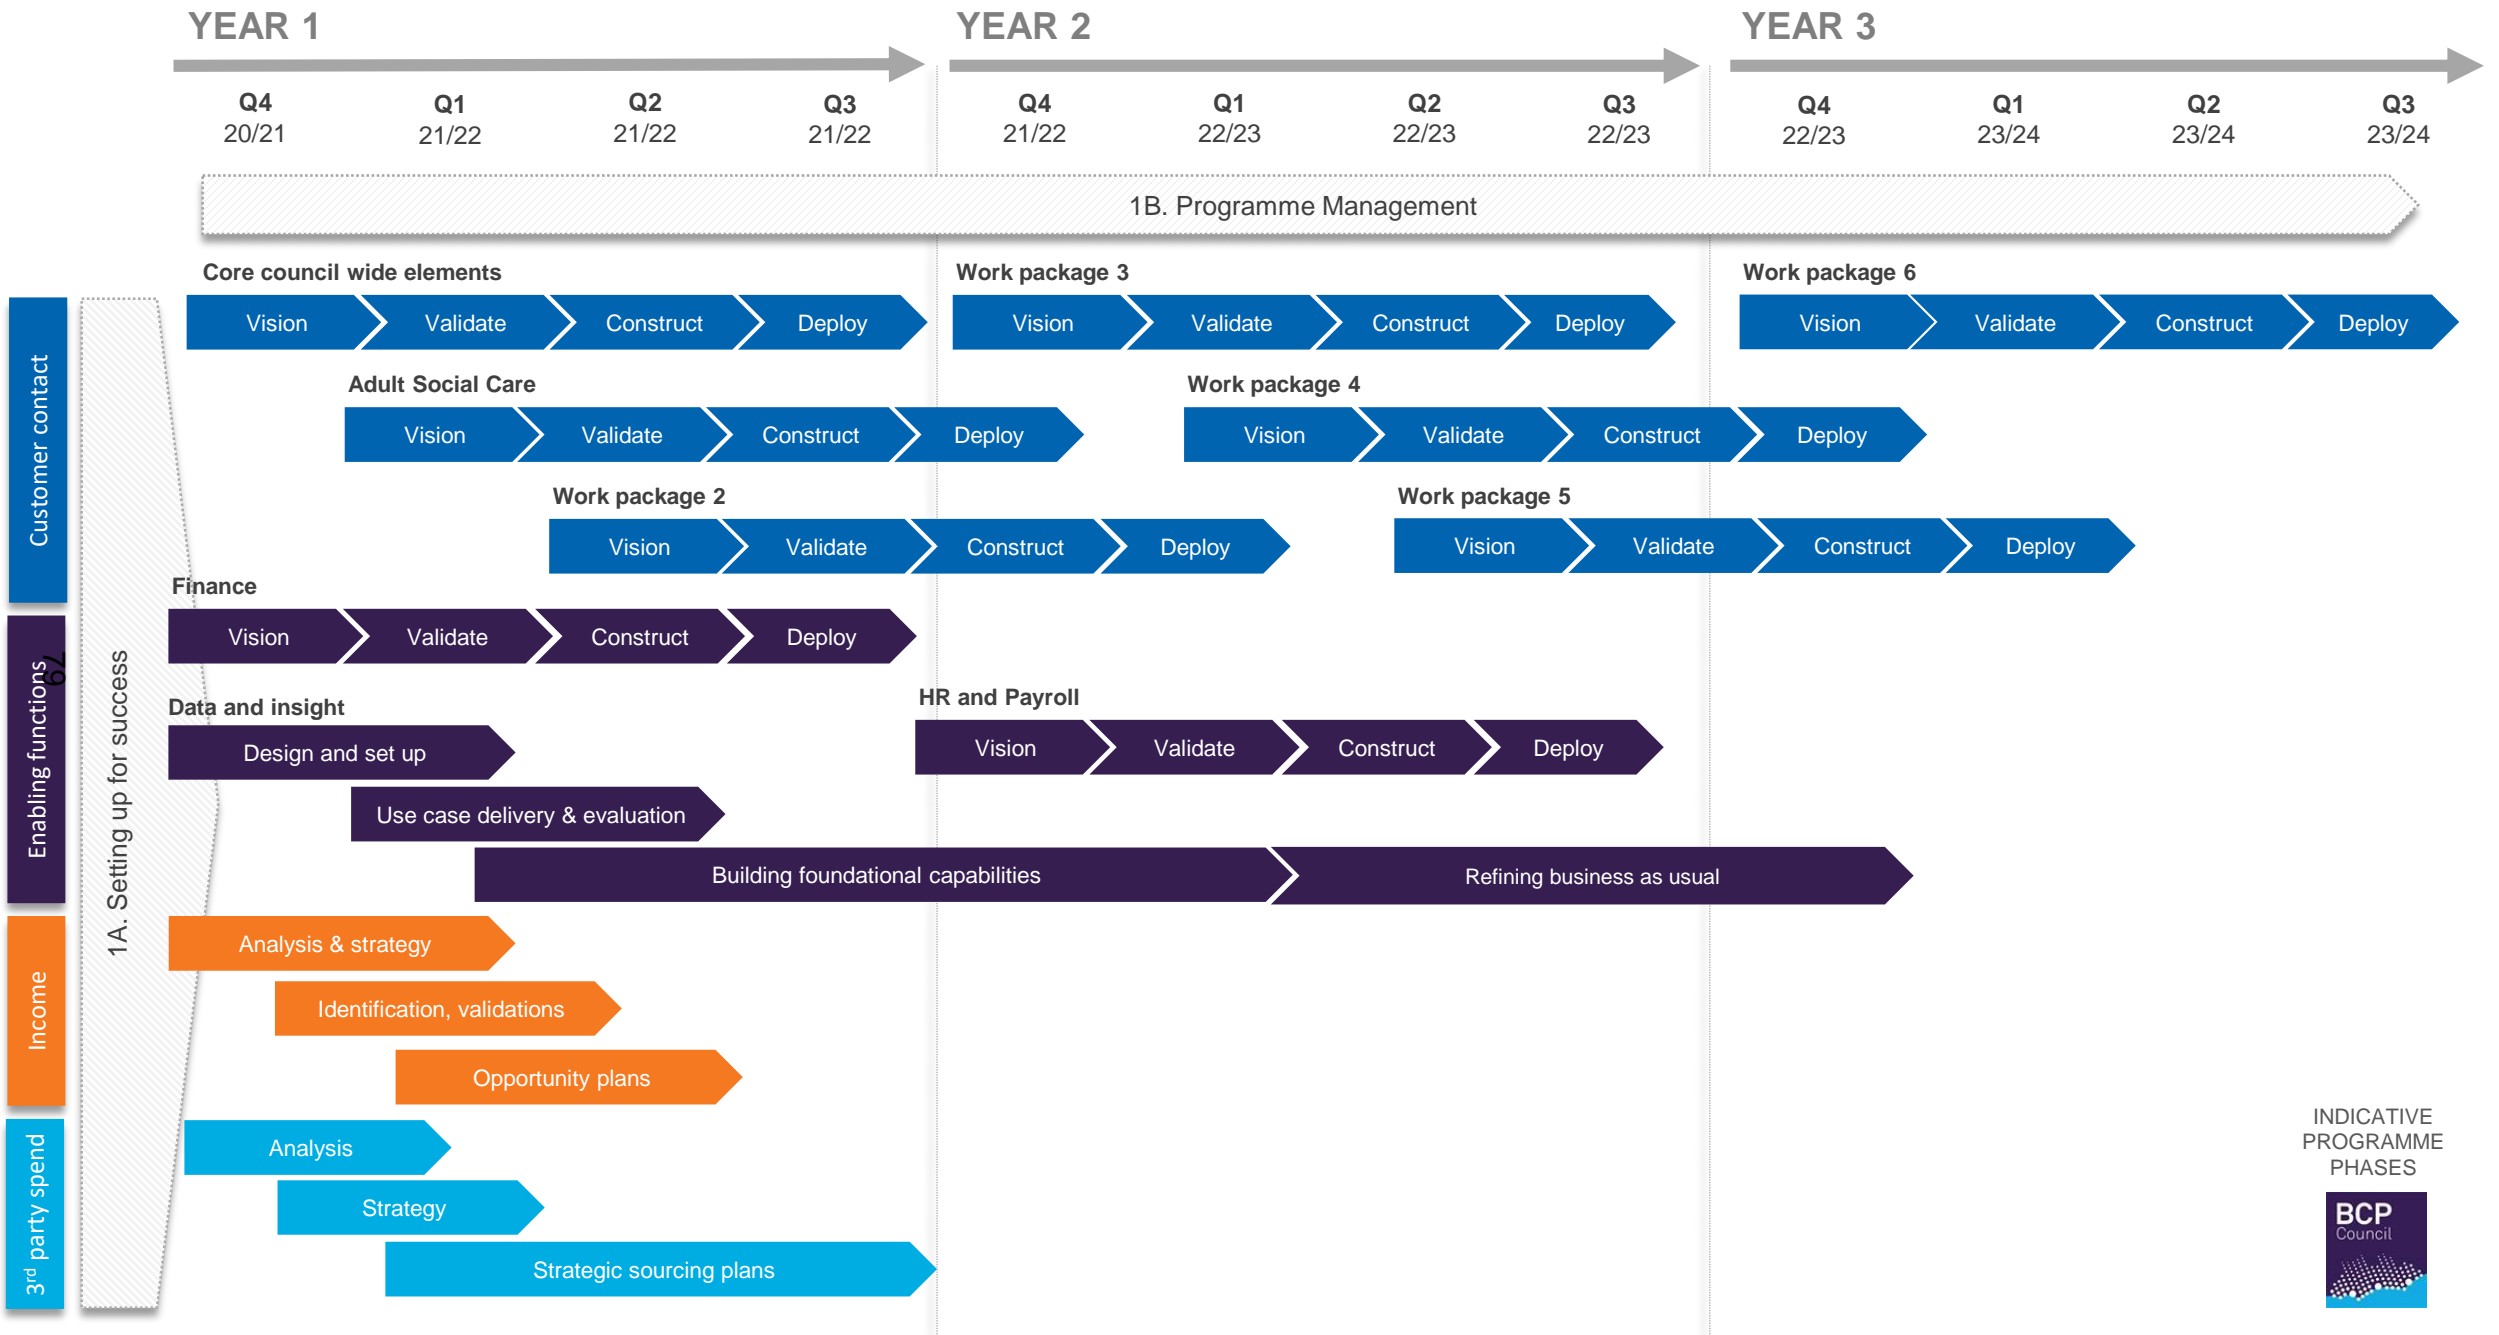 YEAR 1
YEAR 2
YEAR 3
Q4
Q1
Q2
Q3
Q4
Q1
Q2
Q3
Q4
Q1
Q2
Q3
20/21
21/22
21/22
21/22
21/22
22/23
22/23
22/23
22/23
23/24
23/24
23/24
1B. Programme Management
Customer contact
Enabling functions
79
Income
3rd party spend
1A. Setting up for success
Core council wide elements
Vision
Validate
Construct
Deploy
Work package 3
Vision
Validate
Construct
Deploy
Work package 6
Vision
Validate
Construct
Deploy
Adult Social Care
Vision
Validate
Construct
Deploy
Work package 4
Vision
Validate
Construct
Deploy
Work package 2
Vision
Validate
Construct
Deploy
Work package 5
Vision
Validate
Construct
Deploy
Finance
Vision
Validate
Construct
Deploy
Data and insight
Design and set up
HR and Payroll
Vision
Validate
Construct
Deploy
Use case delivery & evaluation
Building foundational capabilities
Refining business as usual
Analysis & strategy
Identification, validations
Opportunity plans
Analysis
Strategy
Strategic sourcing plans
INDICATIVE
PROGRAMME
PHASES
BCP
Council